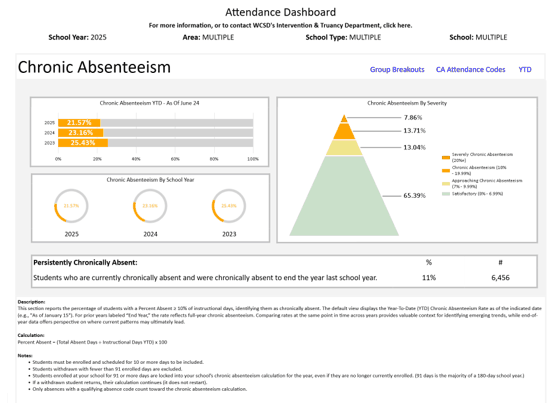 Attendance Dashboard
For more information, or to contact WCSD's Intervention & Truancy Department, click here.
School Year: 2025 Area: MULTIPLE School Type: MULTIPLE School: MULTIPLE
Chronic Absenteeism
Group Breakouts CA Attendance Codes YTD
Chronic Absenteeism YTD - As Of June 24
2025 21.57%
2024 23.16%
2023 25.43%
0% 20% 40% 60% 80% 100%
Chronic Absenteeism By School Year
21.57% 23.16% 25.43%
2025 2024 2023
Chronic Absenteeism By Severity
7.86%
13.71%
13.04%
65.39%
Severely Chronic Absenteeism
(20%+)
Chronic Absenteeism (10%
- 19.99%)
Approaching Chronic Absenteeism
(7% - 9.99%)
Satisfactory (0% - 6.99%)
Persistently Chronically Absent: % #
Students who are currently chronically absent and were chronically absent to end the year last school year. 11% 6,456
Description:
This section reports the percentage of students with a Percent Absent ≥ 10% of instructional days, identifying them as chronically absent. The default view displays the Year-To-Date (YTD) Chronic Absenteeism Rate as of the indicated
date (e.g., "As of January 15"). For prior years labeled "End Year," the rate reflects full-year chronic absenteeism. Comparing rates at the same point in time across years provides valuable context for identifying emerging trends, while end-of-
year data offers perspective on where current patterns may ultimately lead.
Calculation:
Percent Absent = (Total Absent Days ÷ Instructional Days YTD) x 100
Notes:
• Students must be enrolled and scheduled for 10 or more days to be included.
• Students withdrawn with fewer than 91 enrolled days are excluded.
• Students enrolled at your school for 91 or more days are locked into your school's chronic absenteeism calculation for the year, even if they are no longer currently enrolled. (91 days is the majority of a 180-day school year.)
• If a withdrawn student returns, their calculation continues (it does not restart).
• Only absences with a qualifying absence code count toward the chronic absenteeism calculation.